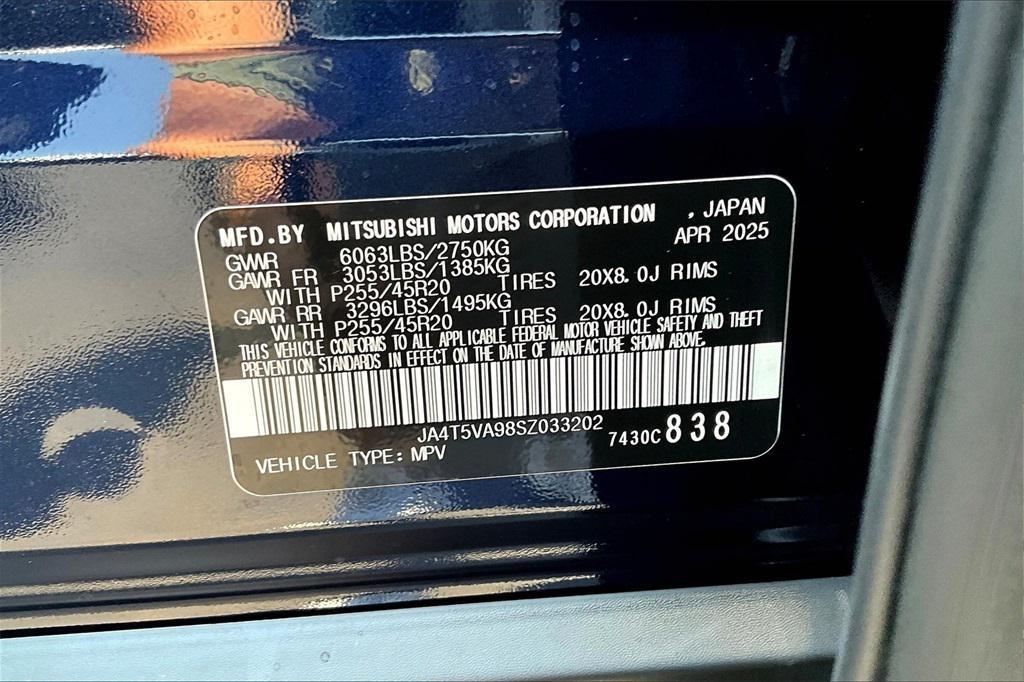 MFD.BY MITSUBISHI MOTORS CORPORATION , JAPAN
APR 2025
GVWR 6063LBS/2750KG
GAWR FR 3053LBS/1385KG
WITH P255/45R20 TIRES 20X8.0J RIMS
GAWR RR 3296LBS/1495KG
WITH P255/45R20 TIRES 20X8.0J RIMS
THIS VEHICLE CONFORMS TO ALL APPLICABLE FEDERAL MOTOR VEHICLE SAFETY AND THEFT
PREVENTION STANDARDS IN EFFECT ON THE DATE OF MANUFACTURE SHOWN ABOVE.
JA4T5VA98SZ033202
7430C 838
VEHICLE TYPE: MPV